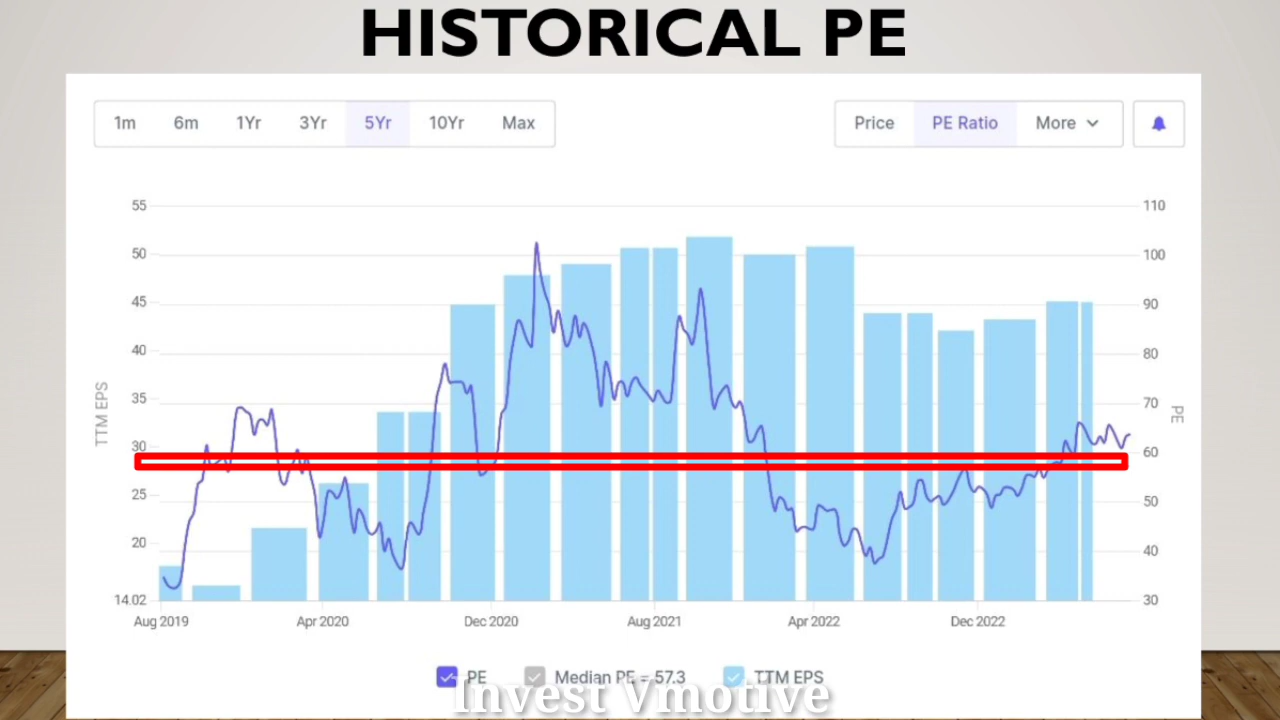 HISTORICAL PE
1m 6m 1Yr 3Yr 5Yr 10Yr Max Price PE Ratio More
55 110
50 100
45 90
40 80
35 70
TTM EPS PE
30 60
25 50
20 40
14.02 30
Aug 2019 Apr 2020 Dec 2020 Aug 2021 Apr 2022 Dec 2022
PE Median PE = 57.3 TTM EPS
Invest Vmotive